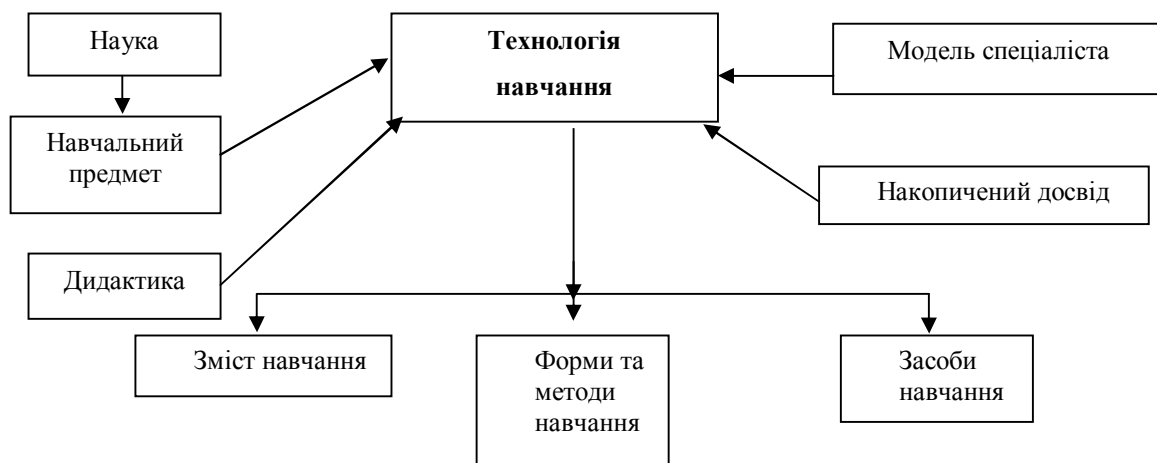 Наука
Технологія
навчання
Модель спеціаліста
Навчальний
предмет
Накопичений досвід
Дидактика
Зміст навчання
Форми та
методи
навчання
Засоби
навчання